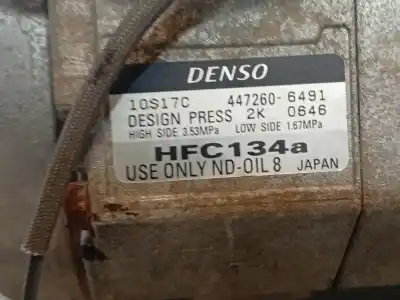 DENSO
10S17C 447260-6491
DESIGN PRESS 2K 0646
HIGH SIDE 3.53MPa LOW SIDE 1.67MPa
HFC134a
USE ONLY ND-OIL 8 JAPAN